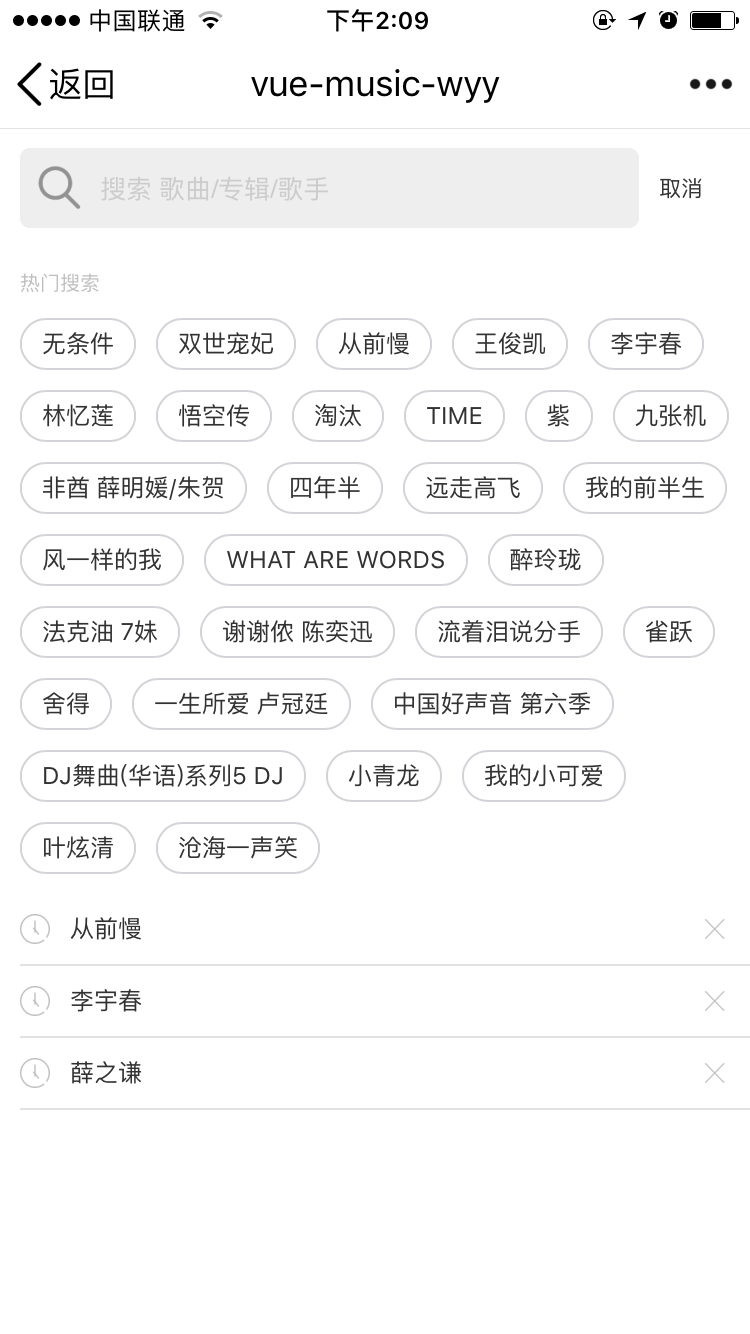 中国联通 下午2:09
返回 vue-music-wyy
搜索 歌曲/专辑/歌手 取消
热门搜索
无条件 双世宠妃 从前慢 王俊凯 李宇春
林忆莲 悟空传 淘汰 TIME 紫 九张机
非酋 薛明媛/朱贺 四年半 远走高飞 我的前半生
风一样的我 WHAT ARE WORDS 醉玲珑
法克油 7妹 谢谢侬 陈奕迅 流着泪说分手 雀跃
舍得 一生所爱 卢冠廷 中国好声音 第六季
DJ舞曲(华语)系列5 DJ 小青龙 我的小可爱
叶炫清 沧海一声笑
从前慢
李宇春
薛之谦